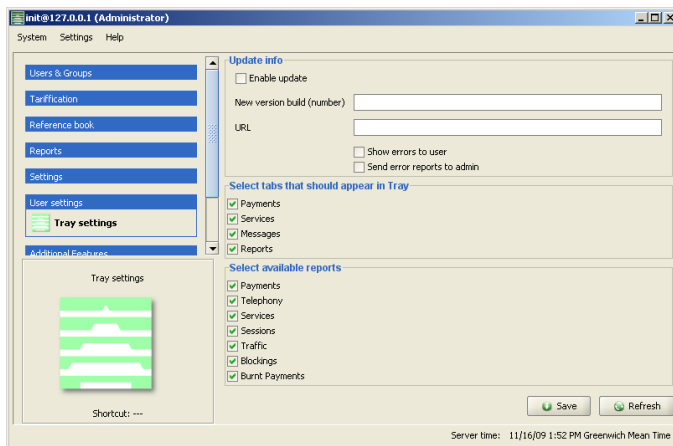 init@127.0.0.1 (Administrator)
System Settings Help
Users & Groups
Tariffication
Reference book
Reports
Settings
User settings
Tray settings
Additional Features
Tray settings
Shortcut: ---
Update info
Enable update
New version build (number)
URL
Show errors to user
Send error reports to admin
Select tabs that should appear in Tray
Payments
Services
Messages
Reports
Select available reports
Payments
Telephony
Services
Sessions
Traffic
Blockings
Burnt Payments
Save Refresh
Server time: 11/16/09 1:52 PM Greenwich Mean Time